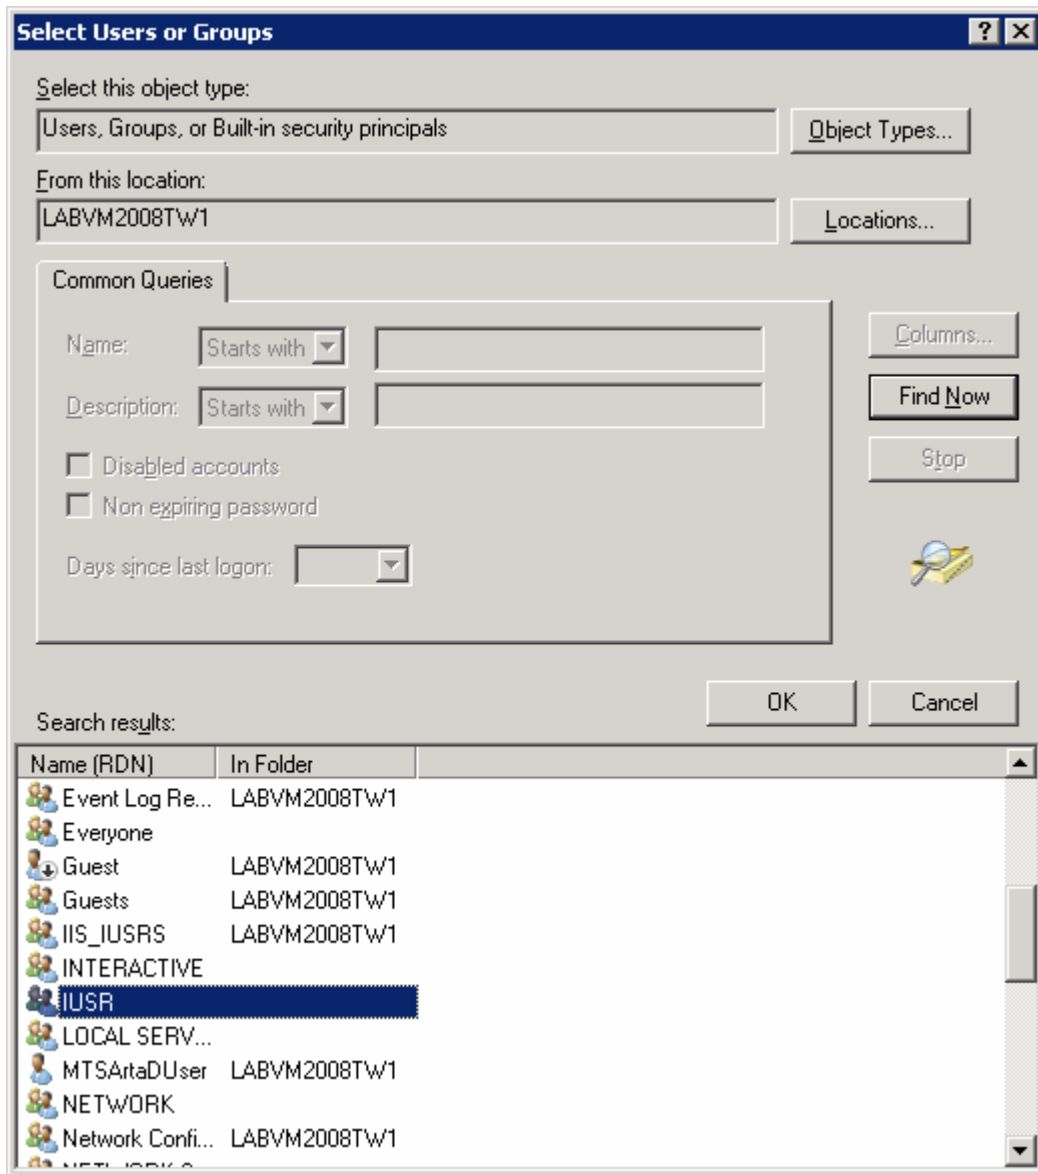 Select Users or Groups
Select this object type:
Users, Groups, or Built-in security principals
Object Types...
From this location:
LABVM2008TW1
Locations...
Common Queries
Name: Starts with
Columns...
Description: Starts with
Find Now
Disabled accounts
Stop
Non expiring password
Days since last logon:
OK Cancel
Search results:
Name (RDN) In Folder
Event Log Re... LABVM2008TW1
Everyone
Guest LABVM2008TW1
Guests LABVM2008TW1
IIS_IUSRS LABVM2008TW1
INTERACTIVE
IUSR
LOCAL SERV...
MTSArtaDUser LABVM2008TW1
NETWORK
Network Confi... LABVM2008TW1